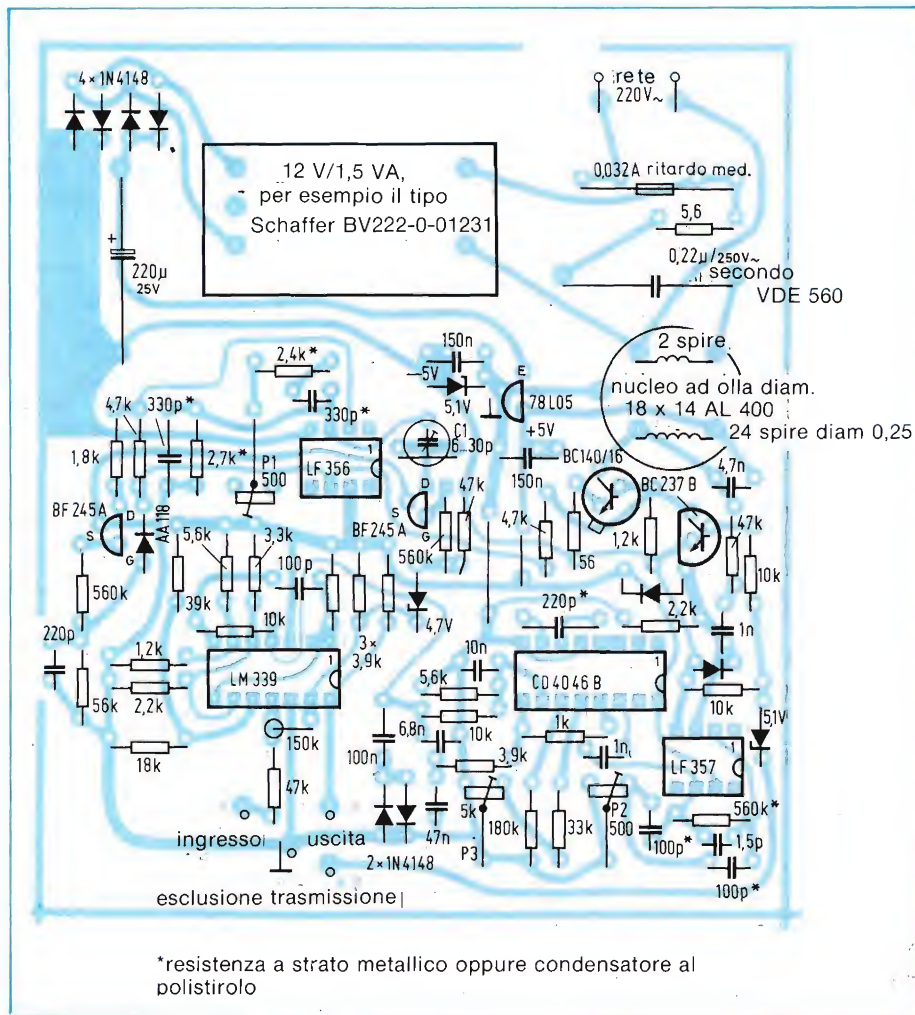 4×1N4148
rete
220V~
12 V/1,5 VA,
per esempio il tipo
Schaffer BV222-0-01231
0,032A ritardo med.
5,6
0,22µ/250V~
secondo
VDE 560
+
220µ
25V
2 spire
nucleo ad olla diam.
18 x 14 AL 400
24 spire diam 0,25
150n
-5V
5,1V
E
78L05
+5V
2,4k*
330p*
4,7k
330p*
1,8k
2,7k*
P1
500
LF 356
1
C1
6...30p
150n
BC140/16
4,7n
BC237B
BF 245A
D
S
G
AA118
D
S
G
BF 245A
47k
560k
4,7k
56
1,2k
47k
10k
5,6k
3,3k
100p
560k
39k
10k
4,7V
220p*
2,2k
1n
220p
1,2k
2,2k
56k
18k
LM 339
1
3×
3,9k
10n
5,6k
10k
CD4046B
1
10k
5,1V
150k
47k
100n
6,8n
3,9k
1k
1n
LF357
1
ingresso
uscita
2×1N4148
47n
5k
P3
180k
33k
P2
500
100p*
560k*
1,5p
100p*
esclusione trasmissione
*resistenza a strato metallico oppure condensatore al
polistirolo